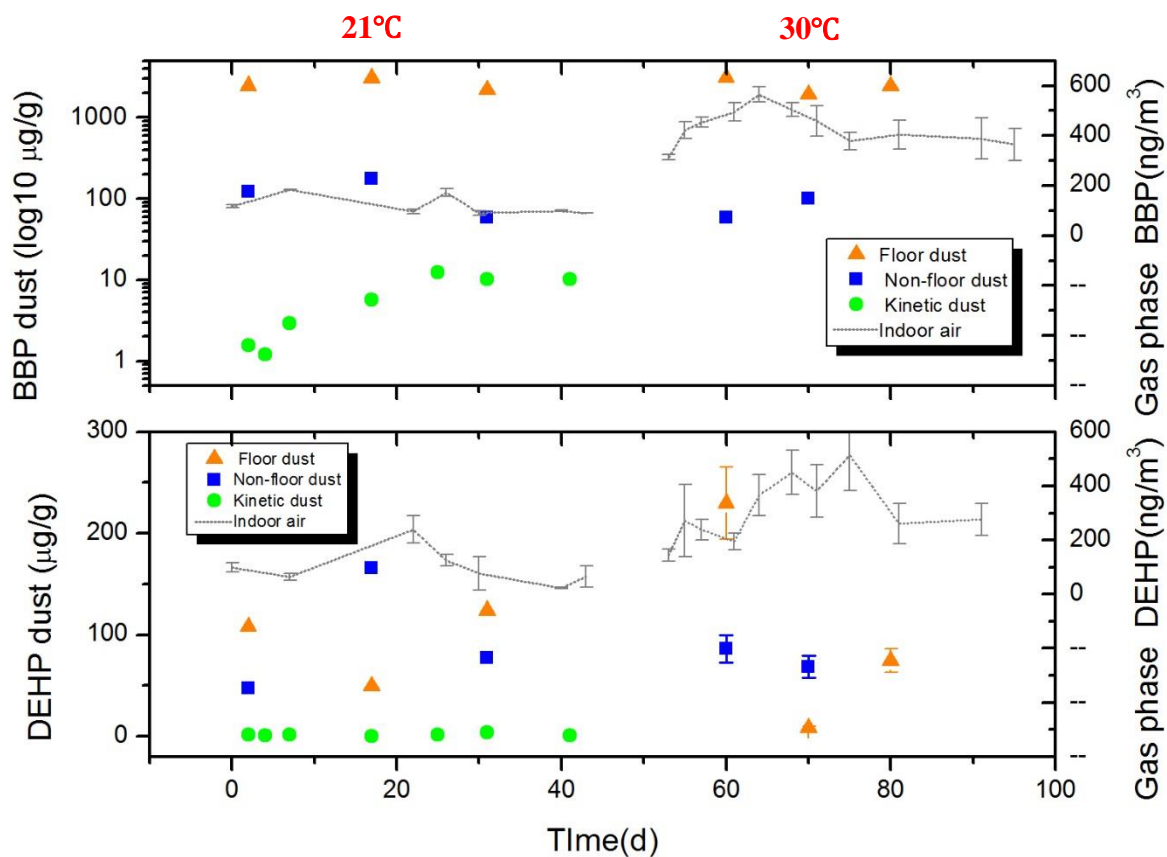 21℃ 30℃
BBP dust (log10 μg/g)
1000
100
10
1
600
400
200
0
--
--
--
Gas phase BBP(ng/m³)
Floor dust
Non-floor dust
Kinetic dust
Indoor air
DEHP dust (μg/g)
300
200
100
0
Floor dust
Non-floor dust
Kinetic dust
Indoor air
600
400
200
0
--
--
--
Gas phase DEHP(ng/m³)
0 20 40 60 80 100
TIme(d)